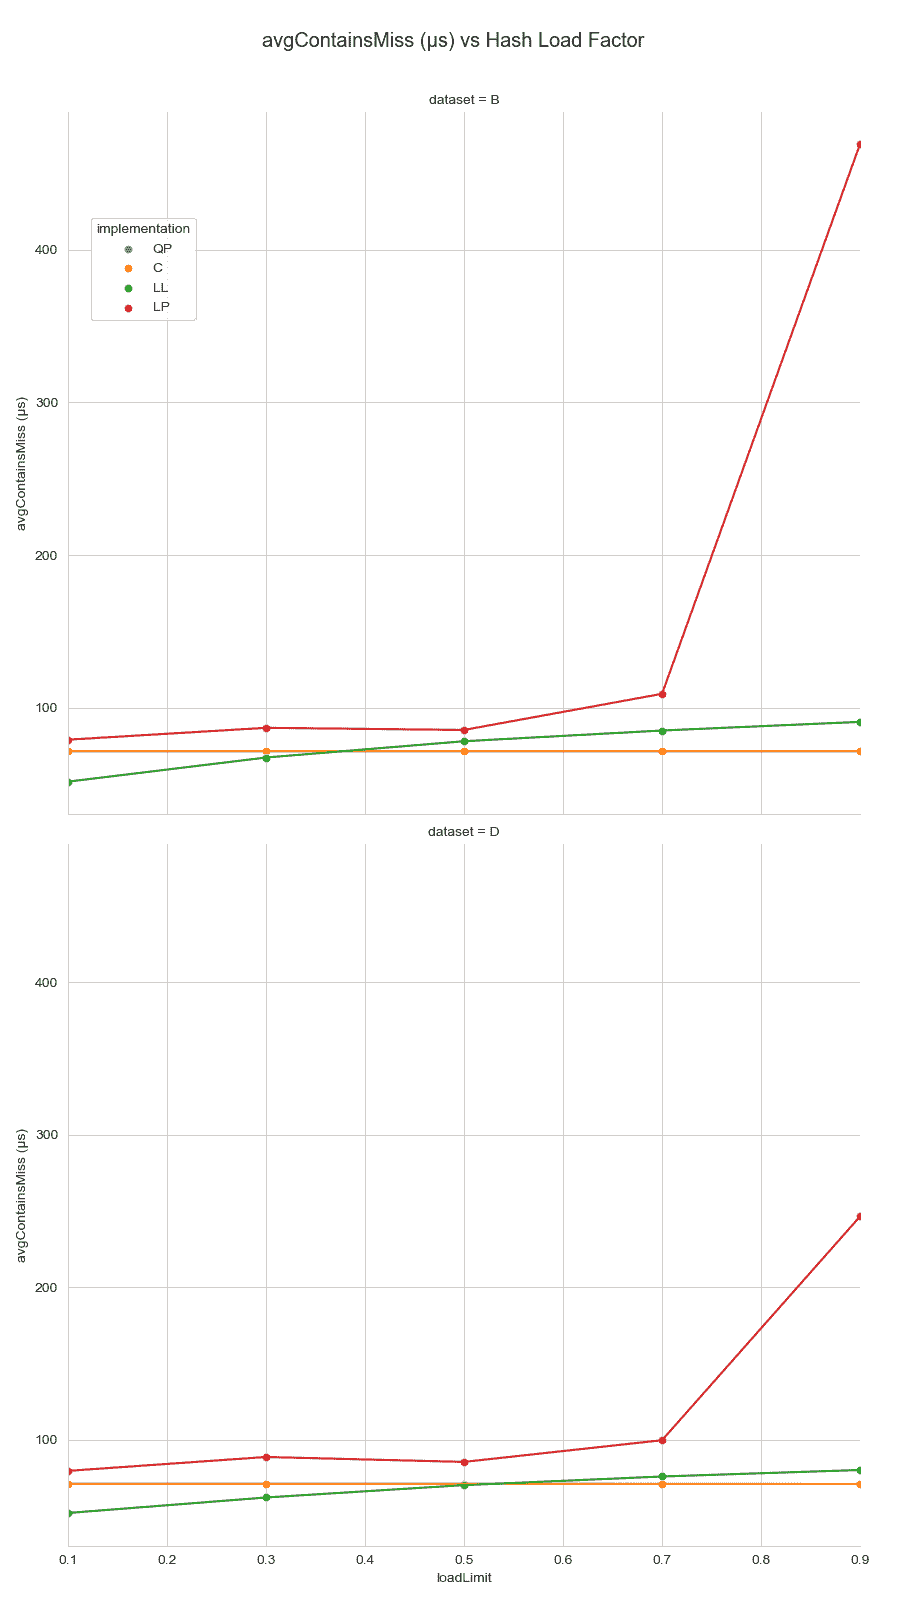 avgContainsMiss (µs) vs Hash Load Factor
dataset = B
implementation
QP
C
LL
LP
400
300
200
100
avgContainsMiss (µs)
dataset = D
400
300
200
100
avgContainsMiss (µs)
0.1 0.2 0.3 0.4 0.5 0.6 0.7 0.8 0.9
loadLimit